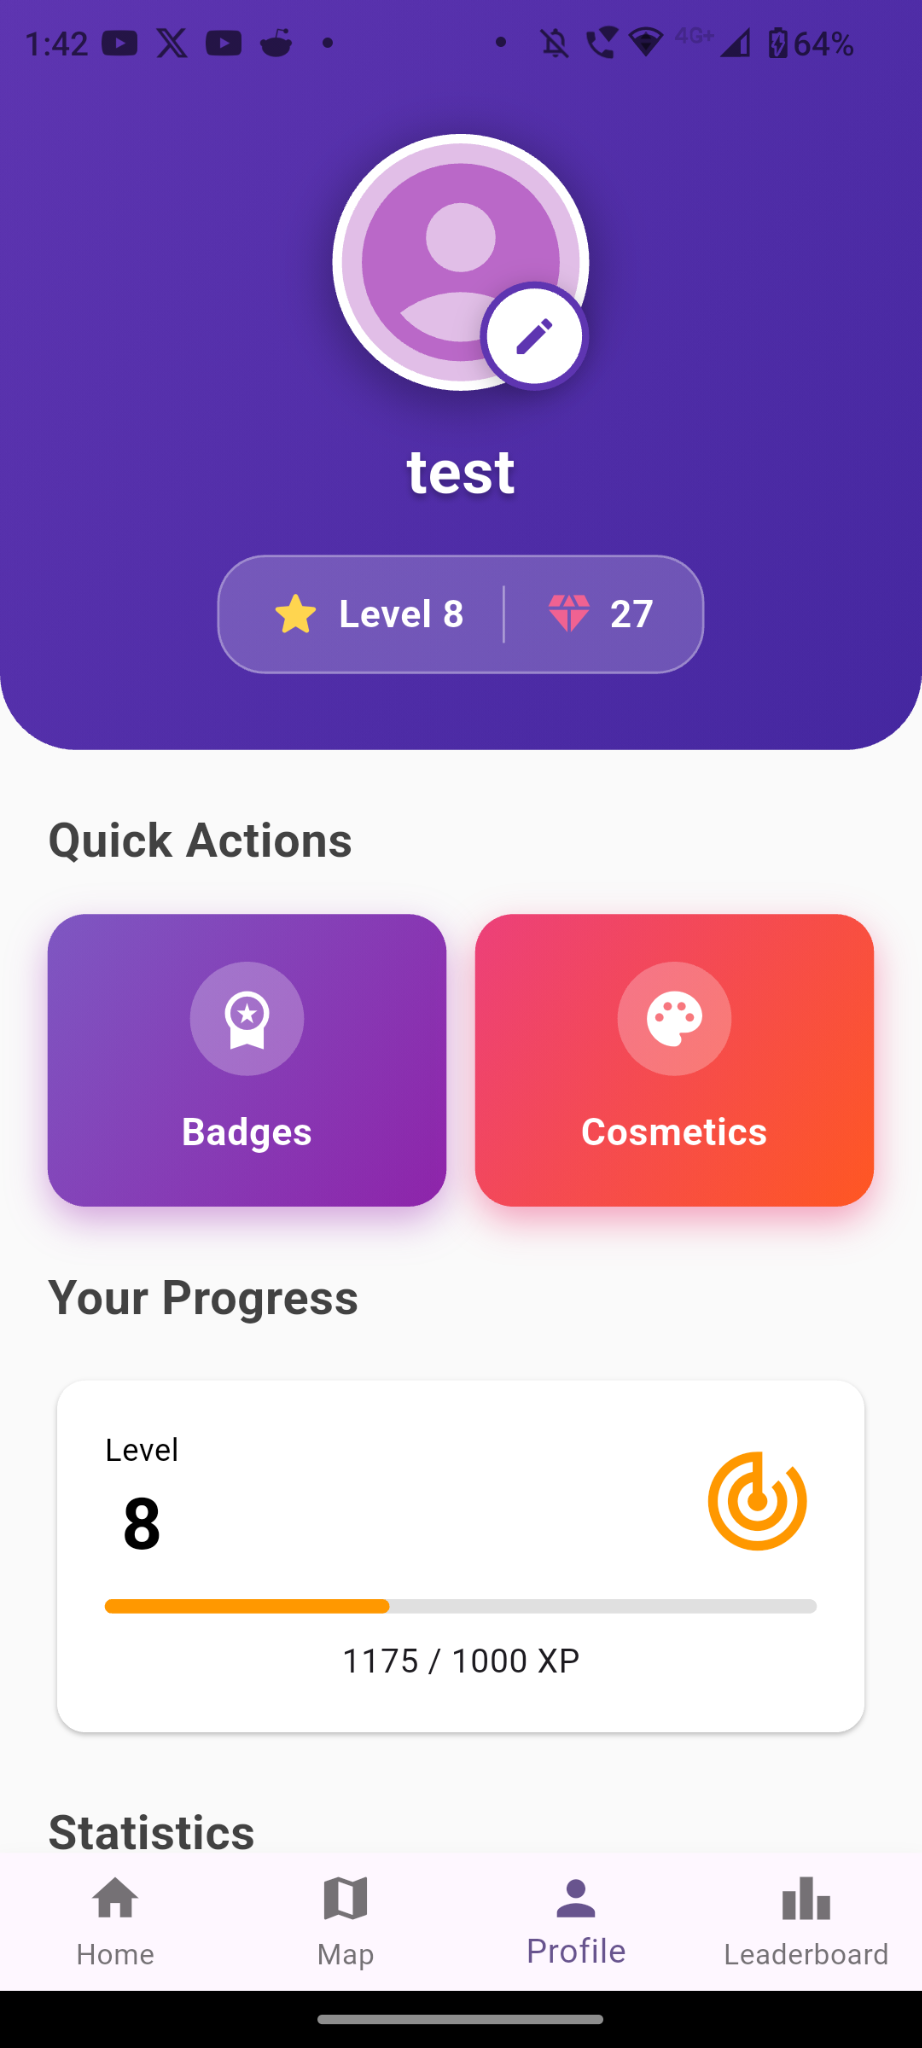 1:42 4G+ 64%
test
Level 8 27
Quick Actions
Badges Cosmetics
Your Progress
Level
8
1175 / 1000 XP
Statistics
Home Map Profile Leaderboard